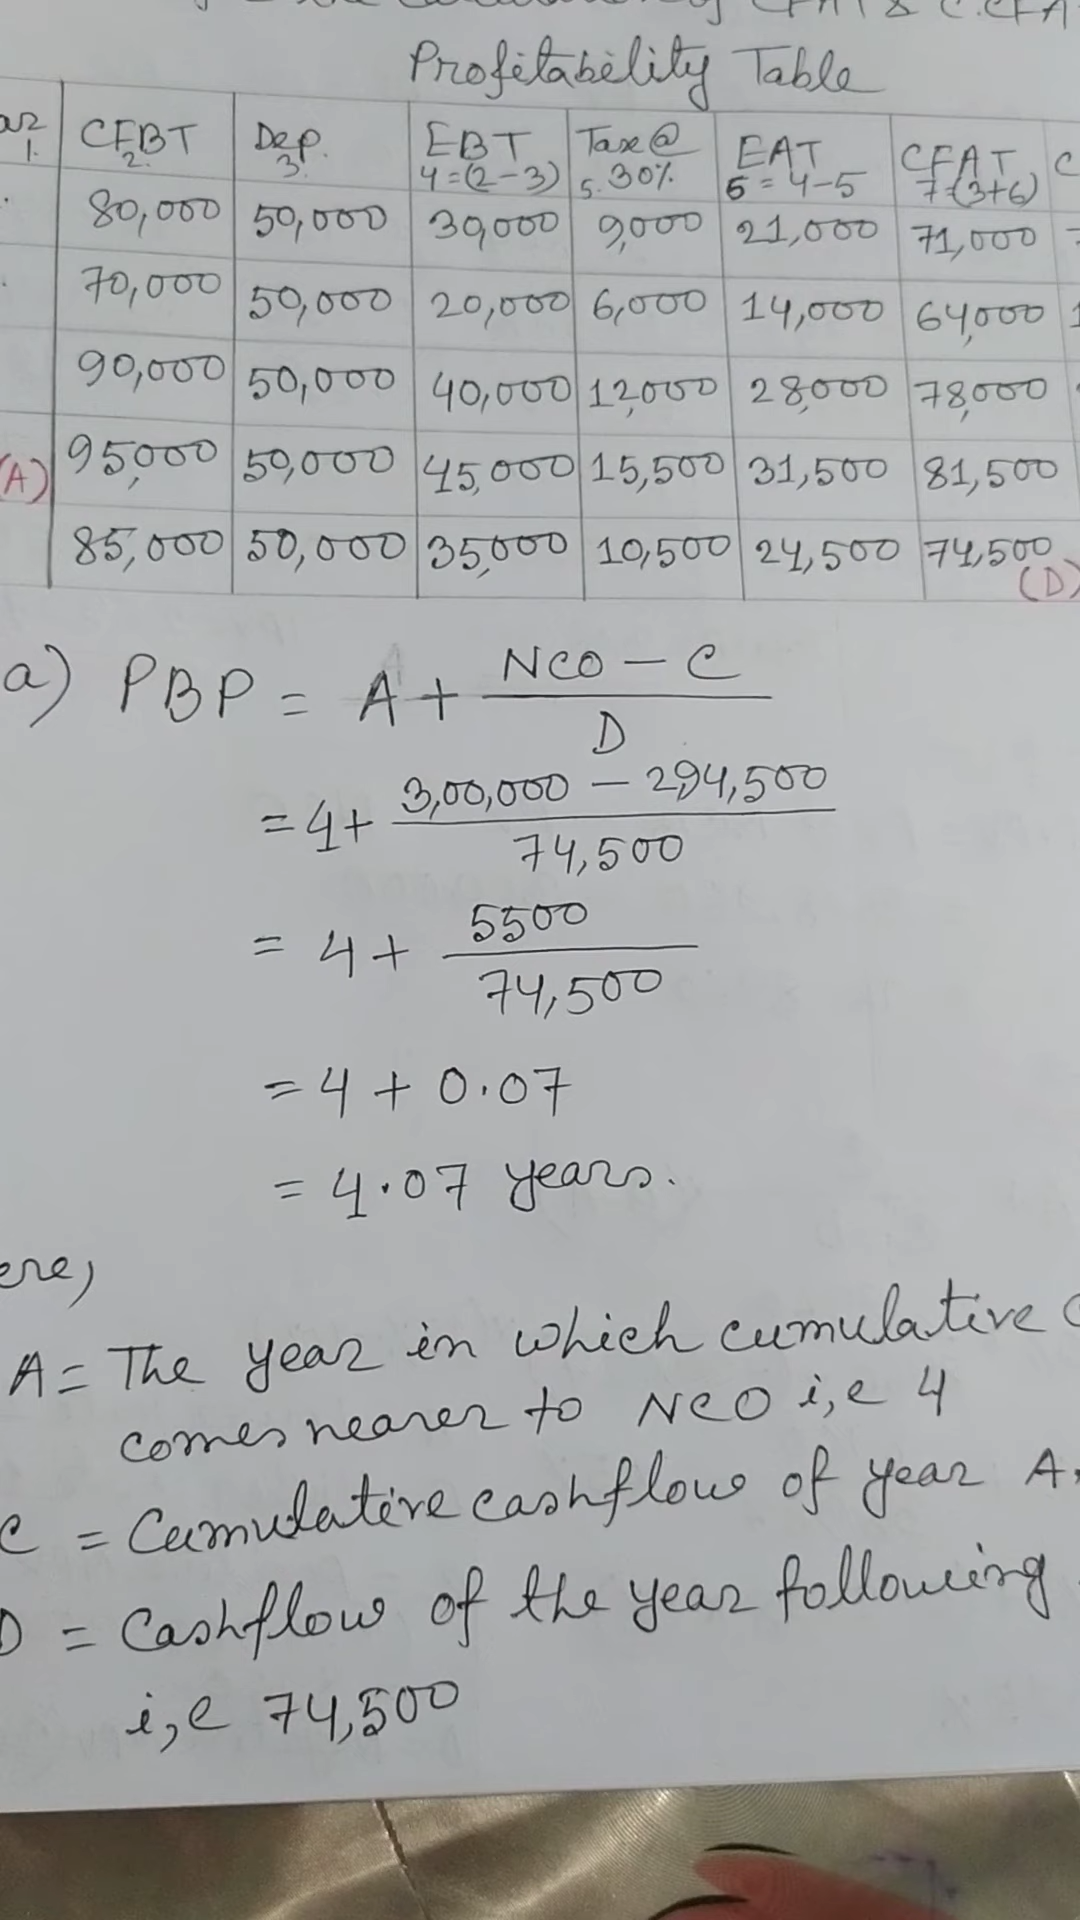 CFAT & C.CFA
Profitability Table
CFBT Dep. EBT Tax@ EAT CFAT C
1. 2. 3. 4=(2-3) 5. 30% 6=4-5 7=(3+6)
80,000 50,000 30,000 9,000 21,000 71,000
70,000 50,000 20,000 6,000 14,000 64,000 1
90,000 50,000 40,000 12,000 28,000 78,000
(A) 95,000 50,000 45,000 15,500 31,500 81,500
85,000 50,000 35,000 10,500 24,500 74,500
(D)
a) PBP = A + NCO - C
D
= 4 + 3,00,000 - 294,500
74,500
= 4 + 5500
74,500
= 4 + 0.07
= 4.07 years.
ere,
A = The year in which cumulative C
comes nearer to NCO i,e 4
C = Cumulative cashflow of year A.
D = Cashflow of the year following
i,e 74,500